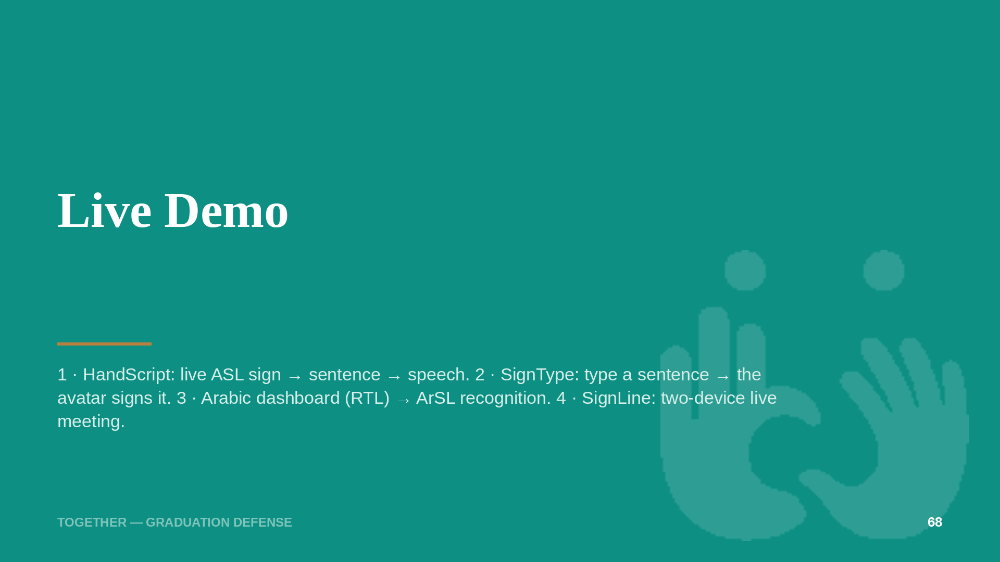 Live Demo
1 · HandScript: live ASL sign → sentence → speech. 2 · SignType: type a sentence → the
avatar signs it. 3 · Arabic dashboard (RTL) → ArSL recognition. 4 · SignLine: two-device live
meeting.
TOGETHER — GRADUATION DEFENSE
68